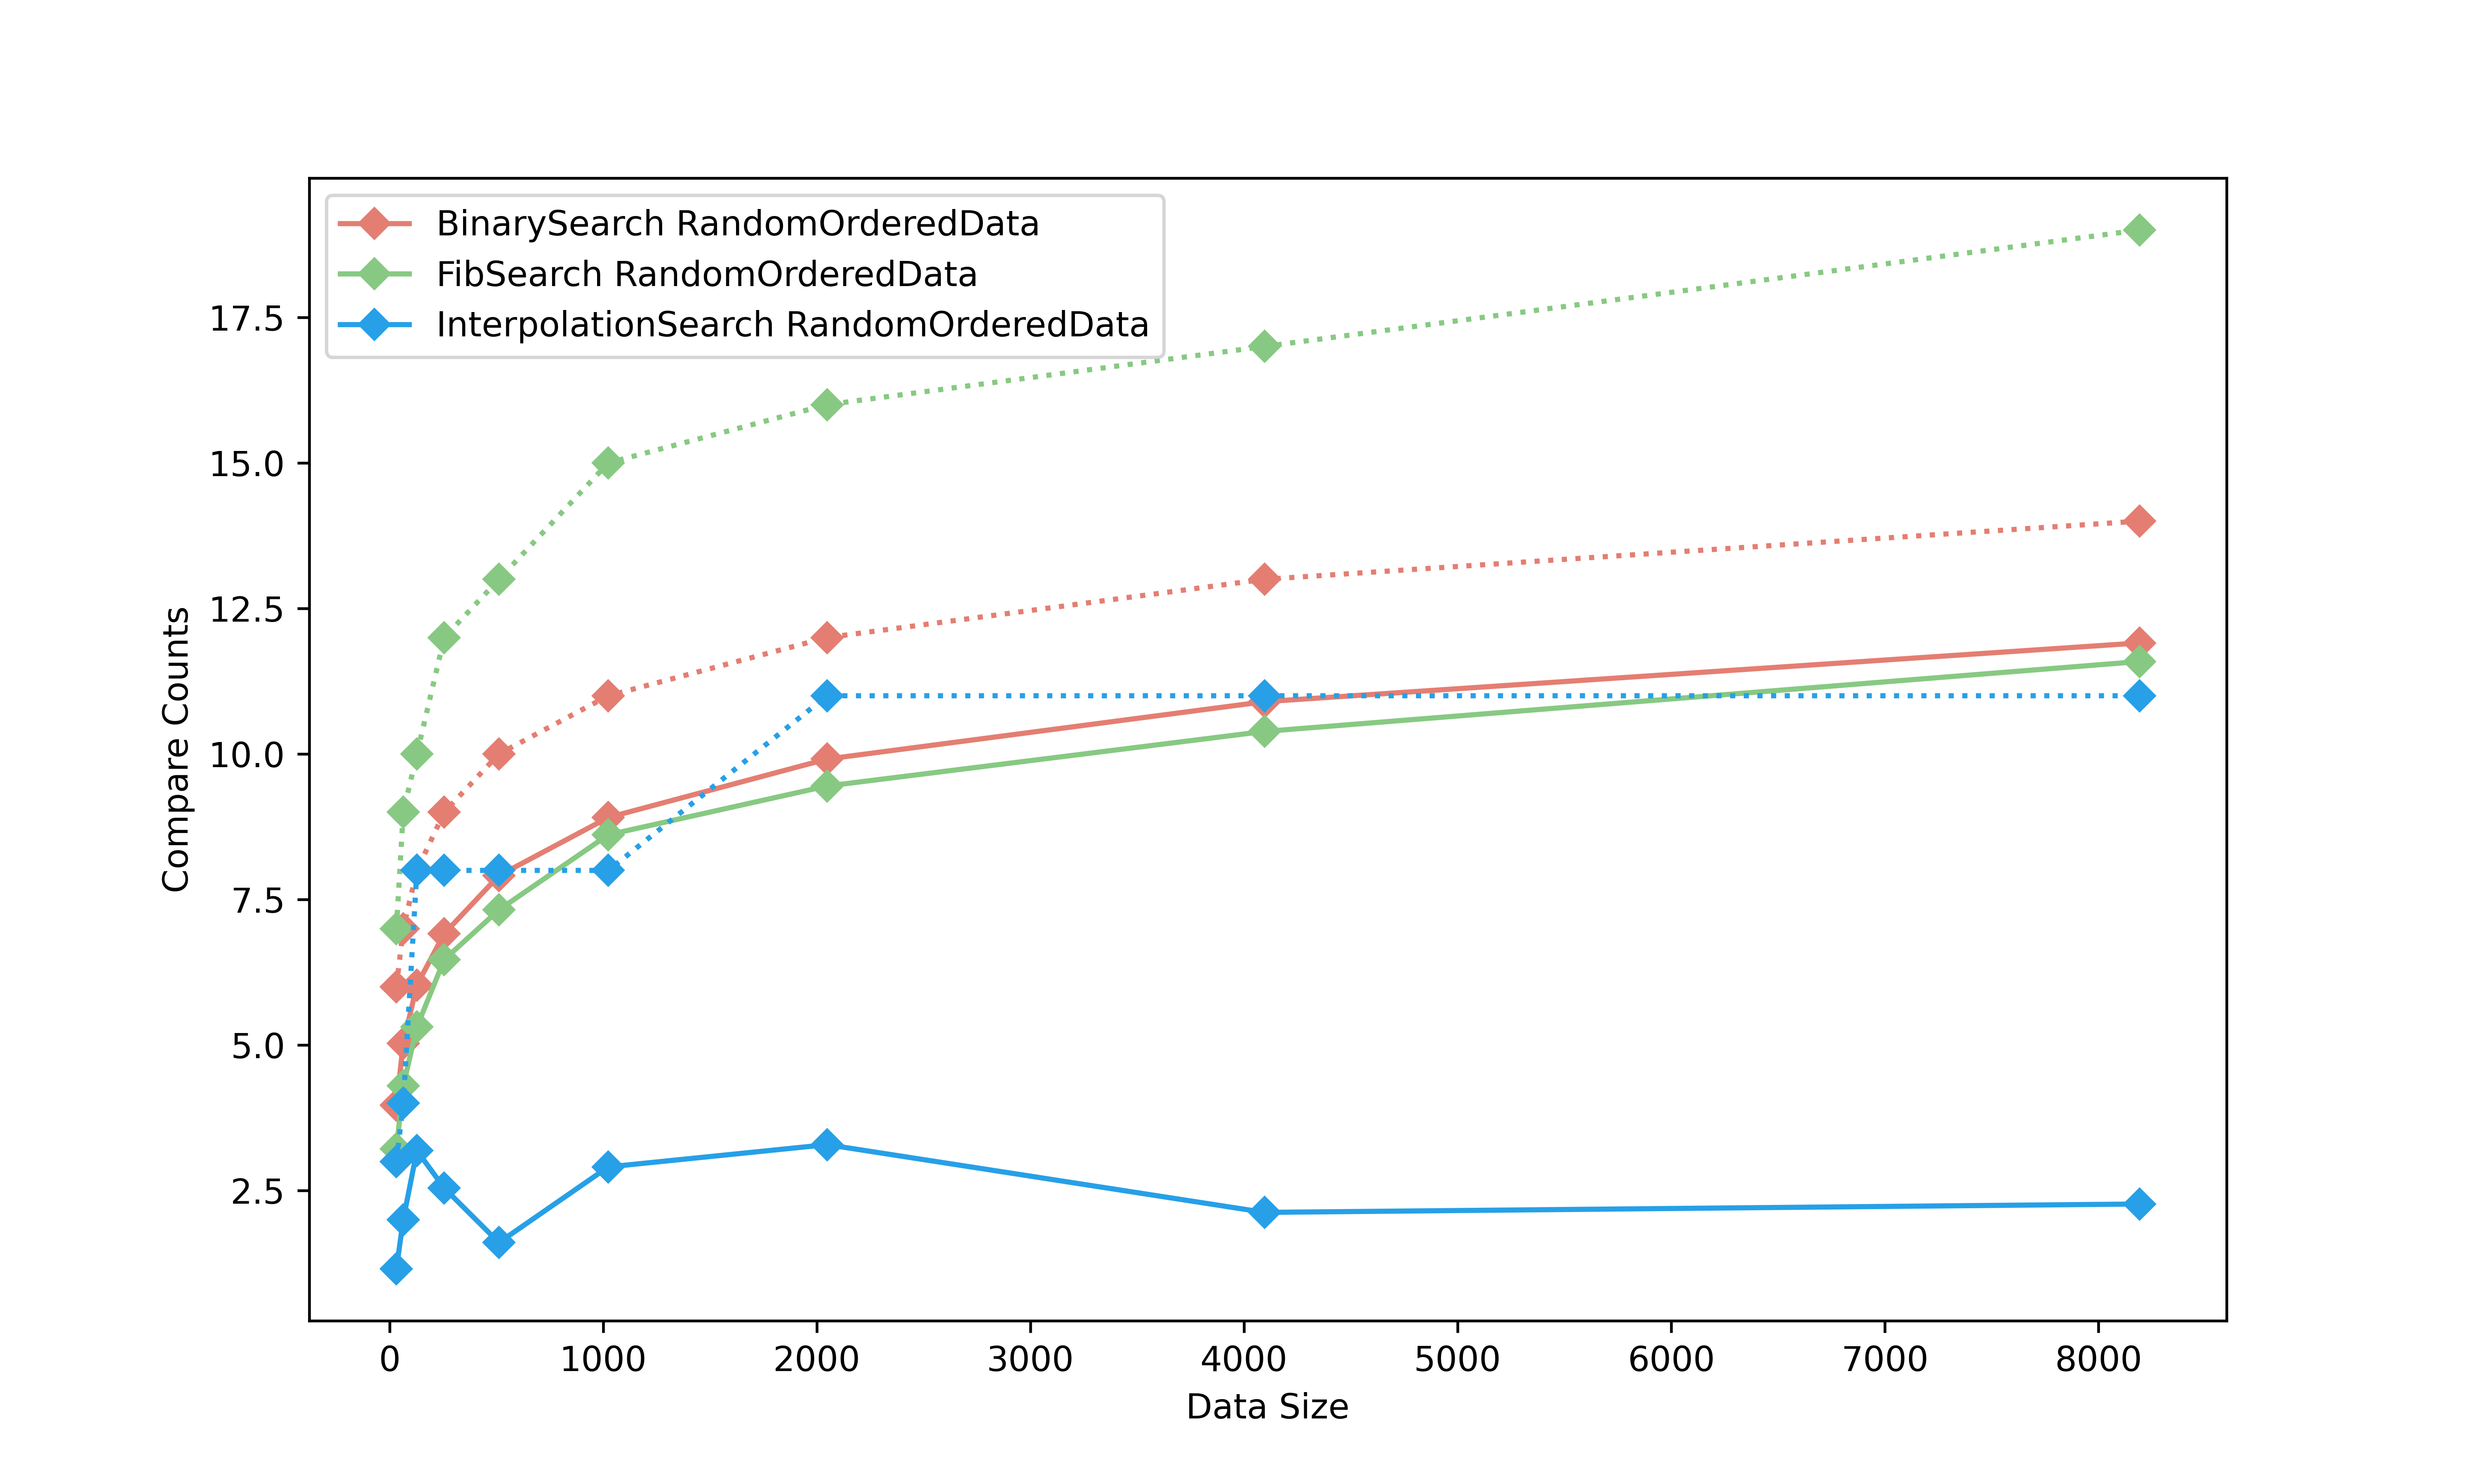 BinarySearch RandomOrderedData
FibSearch RandomOrderedData
InterpolationSearch RandomOrderedData
17.5
15.0
12.5
10.0
7.5
5.0
2.5
Compare Counts
0 1000 2000 3000 4000 5000 6000 7000 8000
Data Size